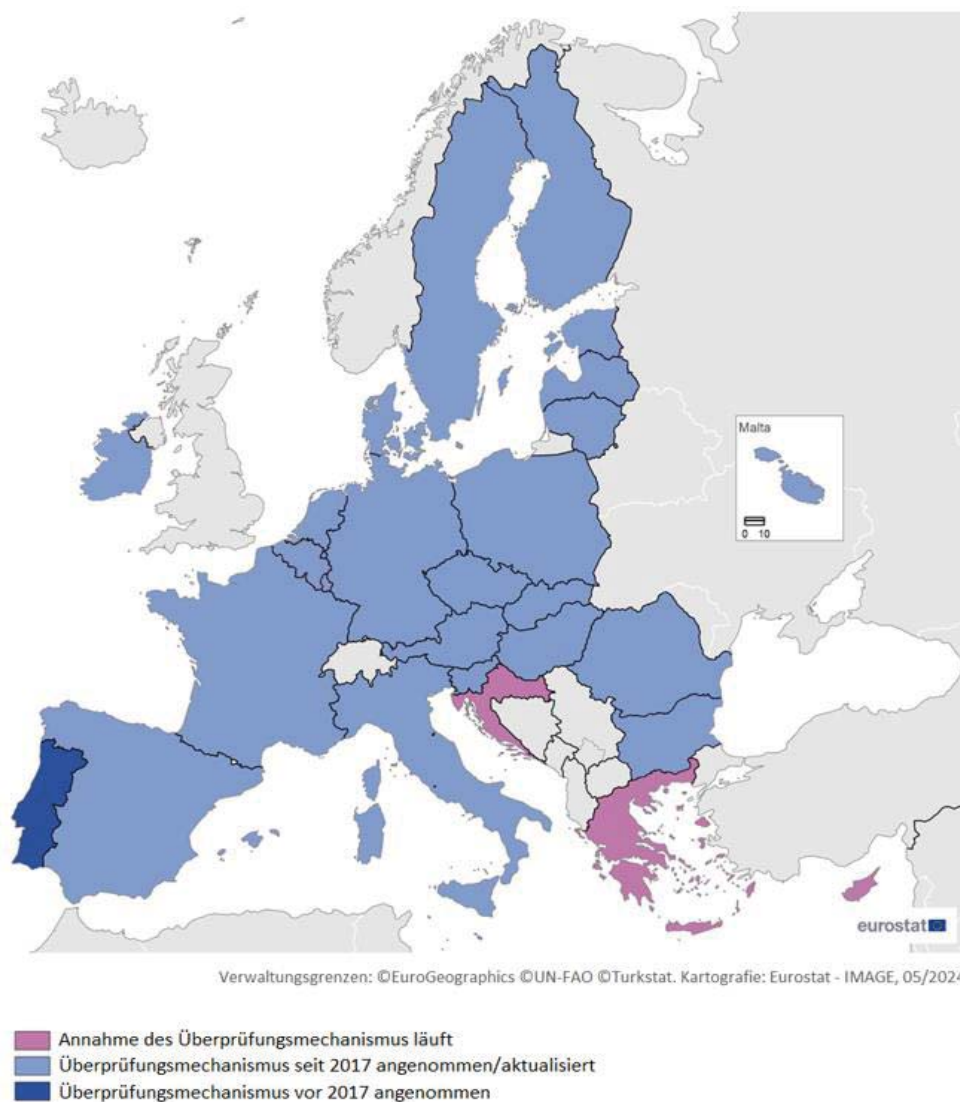 Malta
0 10
eurostat
Verwaltungsgrenzen: ©EuroGeographics ©UN-FAO ©Turkstat. Kartografie: Eurostat - IMAGE, 05/2024
Annahme des Überprüfungsmechanismus läuft
Überprüfungsmechanismus seit 2017 angenommen/aktualisiert
Überprüfungsmechanismus vor 2017 angenommen